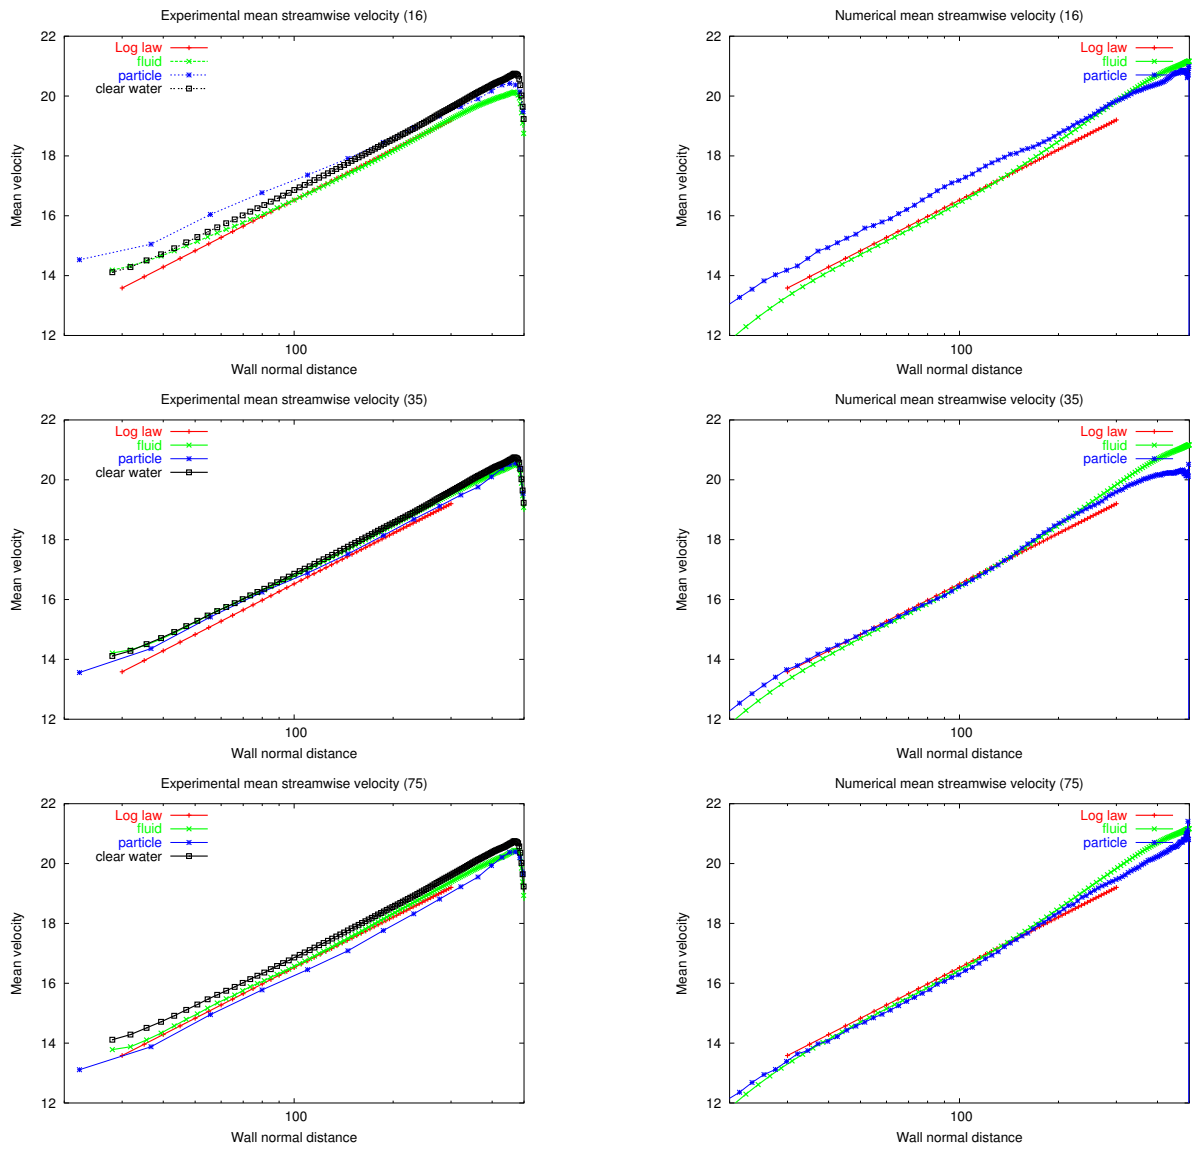 Experimental mean streamwise velocity (16)
22
20
18
16
14
12
Mean velocity
Log law
fluid
particle
clear water
100
Wall normal distance
Numerical mean streamwise velocity (16)
22
20
18
16
14
12
Mean velocity
Log law
fluid
particle
100
Wall normal distance
Experimental mean streamwise velocity (35)
22
20
18
16
14
12
Mean velocity
Log law
fluid
particle
clear water
100
Wall normal distance
Numerical mean streamwise velocity (35)
22
20
18
16
14
12
Mean velocity
Log law
fluid
particle
100
Wall normal distance
Experimental mean streamwise velocity (75)
22
20
18
16
14
12
Mean velocity
Log law
fluid
particle
clear water
100
Wall normal distance
Numerical mean streamwise velocity (75)
22
20
18
16
14
12
Mean velocity
Log law
fluid
particle
100
Wall normal distance